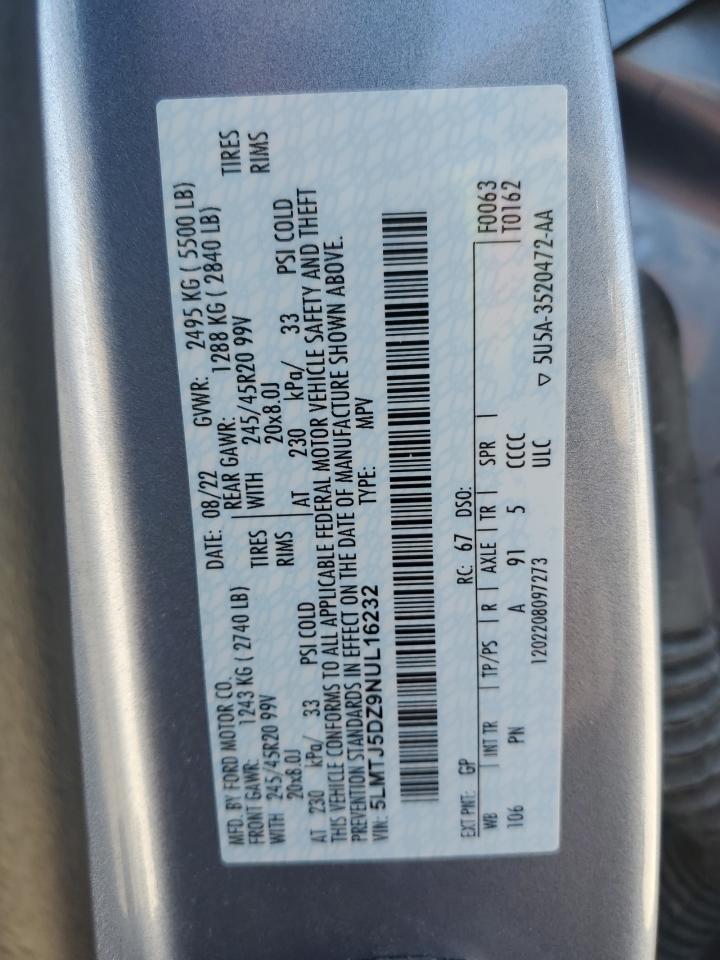 MFD. BY FORD MOTOR CO. DATE: 08/22 GVWR: 2495 KG ( 5500 LB)
FRONT GAWR: 1243 KG ( 2740 LB) REAR GAWR: 1288 KG ( 2840 LB)
WITH 245/45R20 99V TIRES WITH 245/45R20 99V TIRES
20x8.0J RIMS 20x8.0J RIMS
AT 230 kPa/ 33 PSI COLD AT 230 kPa/ 33 PSI COLD
THIS VEHICLE CONFORMS TO ALL APPLICABLE FEDERAL MOTOR VEHICLE SAFETY AND THEFT
PREVENTION STANDARDS IN EFFECT ON THE DATE OF MANUFACTURE SHOWN ABOVE.
VIN: 5LMTJ5DZ9NUL16232 TYPE: MPV
EXT PNT: GP RC: 67 DSO:
WB INT TR TP/PS R AXLE TR SPR F0063
106 PN A 91 5 CCCC T0162
1202208097273 ULC
▽ 5U5A-3520472-AA